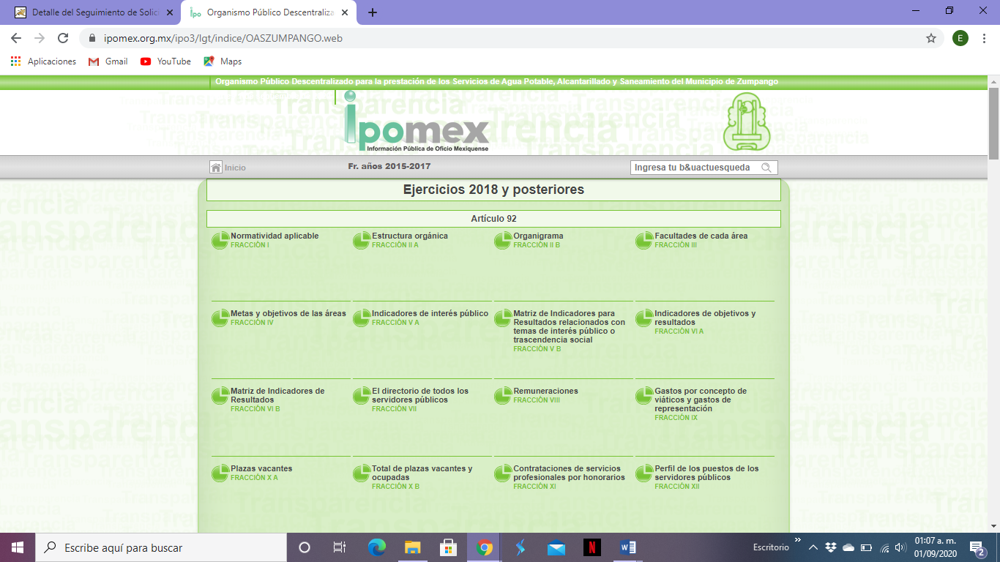 Detalle del Seguimiento de Solici
Organismo Público Descentraliza
ipomex.org.mx/ipo3/lgt/indice/OASZUMPANGO.web
E
Aplicaciones
Gmail
YouTube
Maps
Organismo Público Descentralizado para la prestación de los Servicios de Agua Potable, Alcantarillado y Saneamiento del Municipio de Zumpango
ipomex
Información Pública de Oficio Mexiquense
Inicio
Fr. años 2015-2017
Ingresa tu b&uactuesqueda
Ejercicios 2018 y posteriores
Artículo 92
Normatividad aplicable
FRACCIÓN I
Estructura orgánica
FRACCIÓN II A
Organigrama
FRACCIÓN II B
Facultades de cada área
FRACCIÓN III
Metas y objetivos de las áreas
FRACCIÓN IV
Indicadores de interés público
FRACCIÓN V A
Matriz de Indicadores para
Resultados relacionados con
temas de interés público o
trascendencia social
FRACCIÓN V B
Indicadores de objetivos y
resultados
FRACCIÓN VI A
Matriz de Indicadores de
Resultados
FRACCIÓN VI B
El directorio de todos los
servidores públicos
FRACCIÓN VII
Remuneraciones
FRACCIÓN VIII
Gastos por concepto de
viáticos y gastos de
representación
FRACCIÓN IX
Plazas vacantes
FRACCIÓN X A
Total de plazas vacantes y
ocupadas
FRACCIÓN X B
Contrataciones de servicios
profesionales por honorarios
FRACCIÓN XI
Perfil de los puestos de los
servidores públicos
FRACCIÓN XII
Transparencia
Escribe aquí para buscar
Escritorio
01:07 a. m.
01/09/2020
2